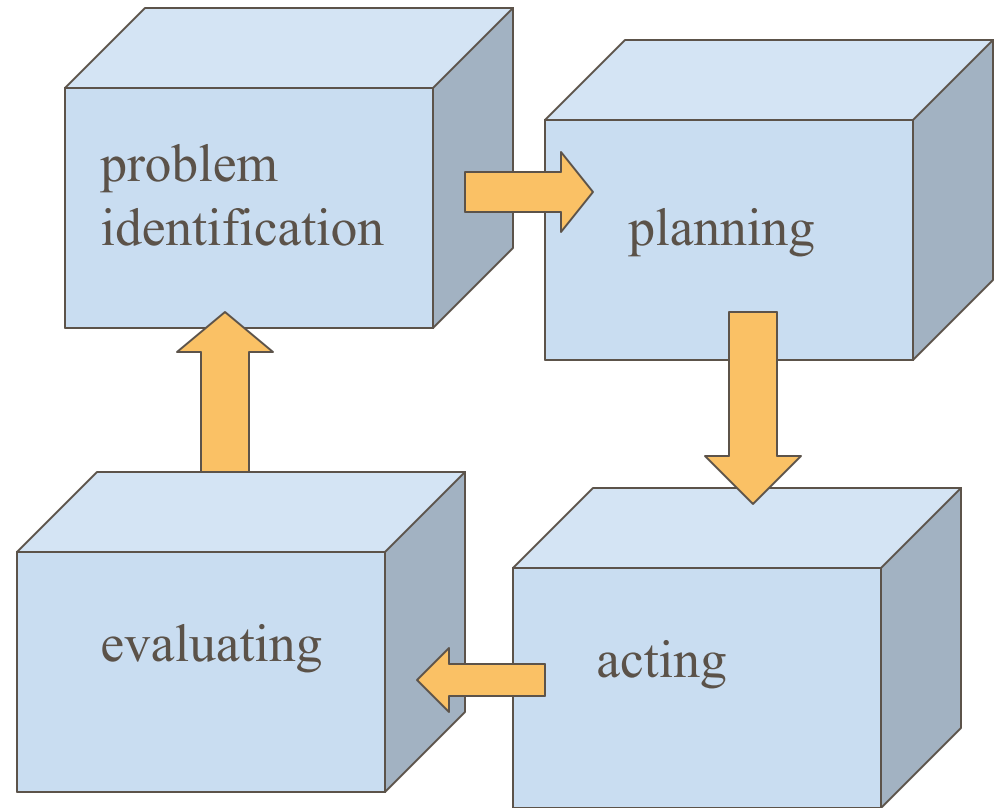 problem
identification
planning
evaluating
acting